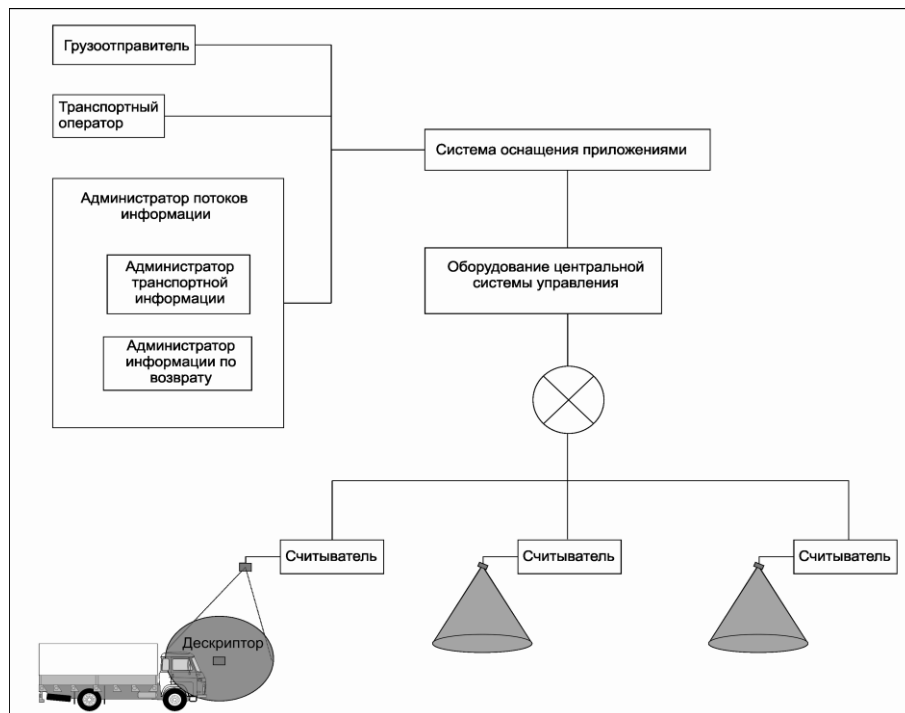 Грузоотправитель
Транспортный
оператор
Система оснащения приложениями
Администратор потоков
информации
Администратор
транспортной
информации
Администратор
информации по
возврату
Оборудование центральной
системы управления
Считыватель
Считыватель
Считыватель
Дескриптор